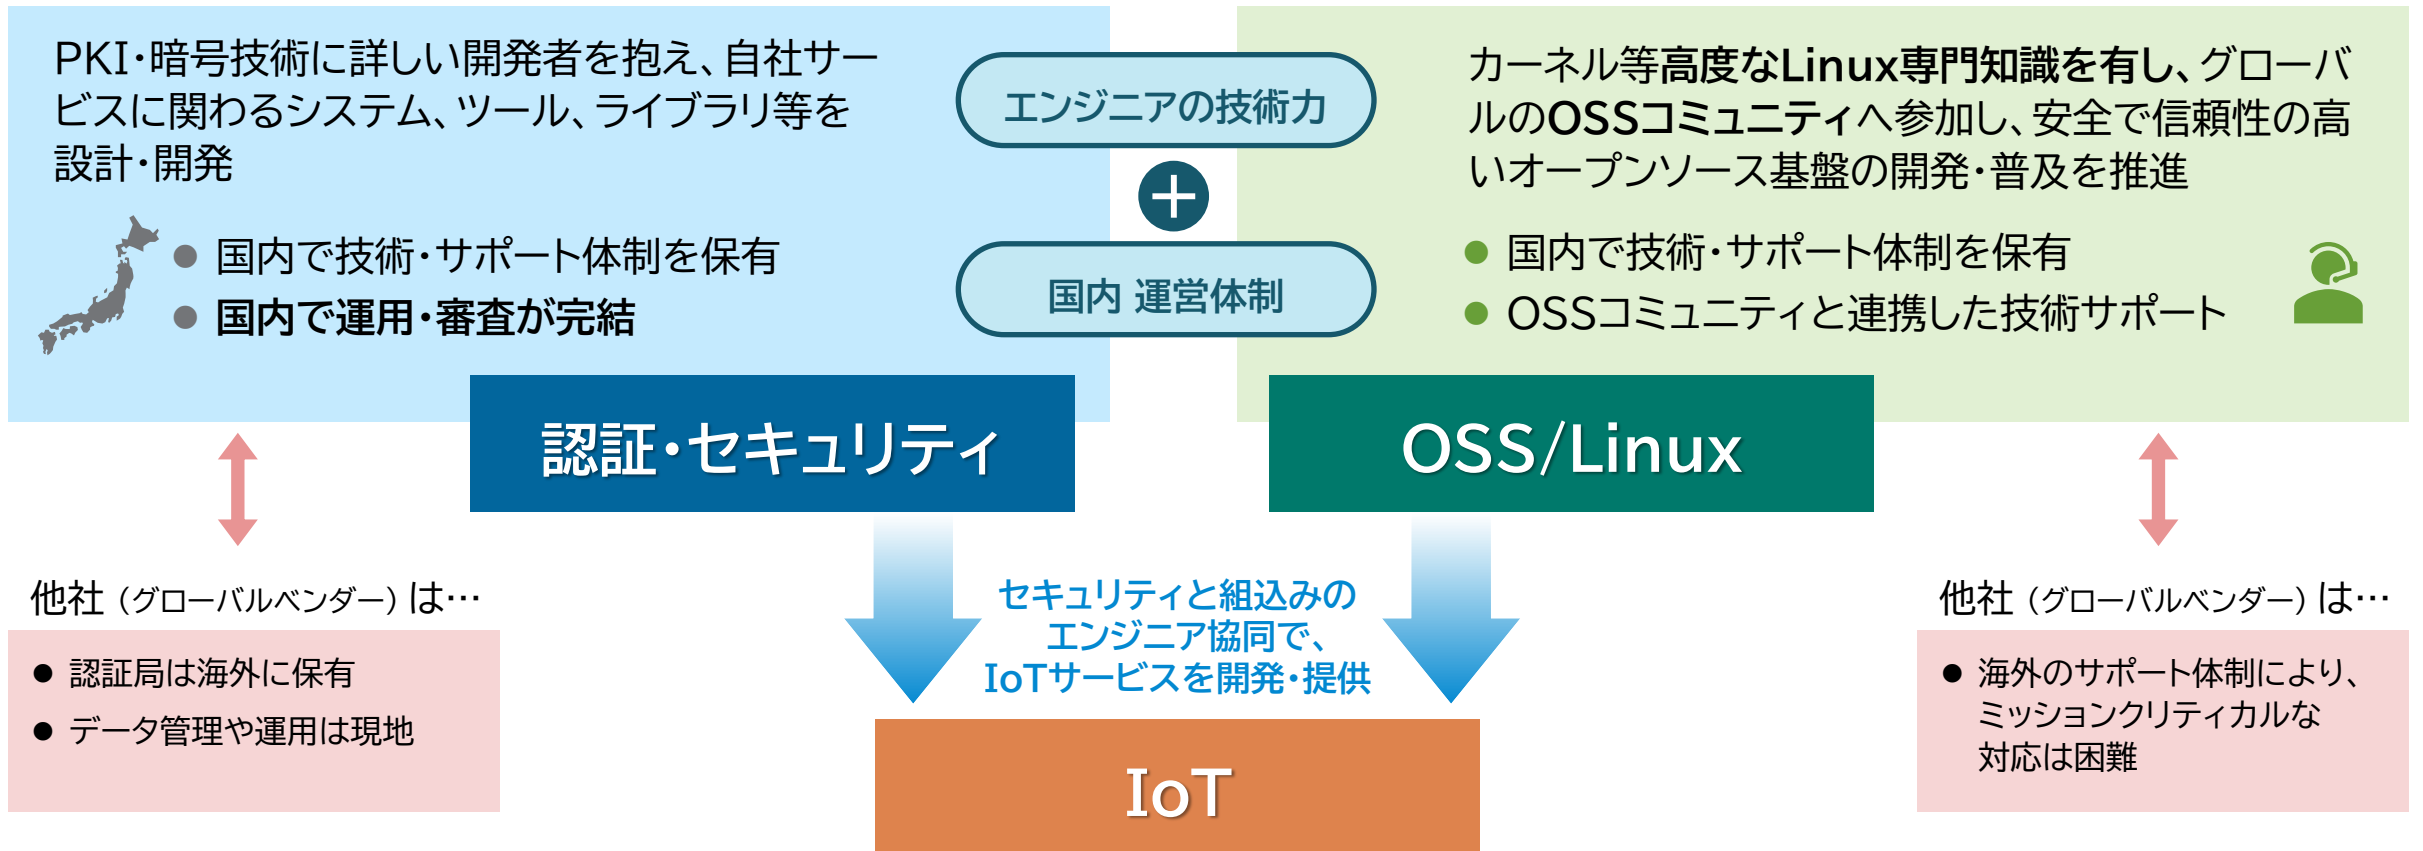 PKI・暗号技術に詳しい開発者を抱え、自社サー
ビスに関わるシステム、ツール、ライブラリ等を
設計・開発
国内で技術・サポート体制を保有
国内で運用・審査が完結
エンジニアの技術力
国内 運営体制
カーネル等高度なLinux専門知識を有し、グローバ
ルのOSSコミュニティへ参加し、安全で信頼性の高
いオープンソース基盤の開発・普及を推進
国内で技術・サポート体制を保有
OSSコミュニティと連携した技術サポート
認証・セキュリティ
OSS/Linux
他社（グローバルベンダー）は…
認証局は海外に保有
データ管理や運用は現地
セキュリティと組込みの
エンジニア協同で、
IoTサービスを開発・提供
IoT
他社（グローバルベンダー）は…
海外のサポート体制により、
ミッションクリティカルな
対応は困難